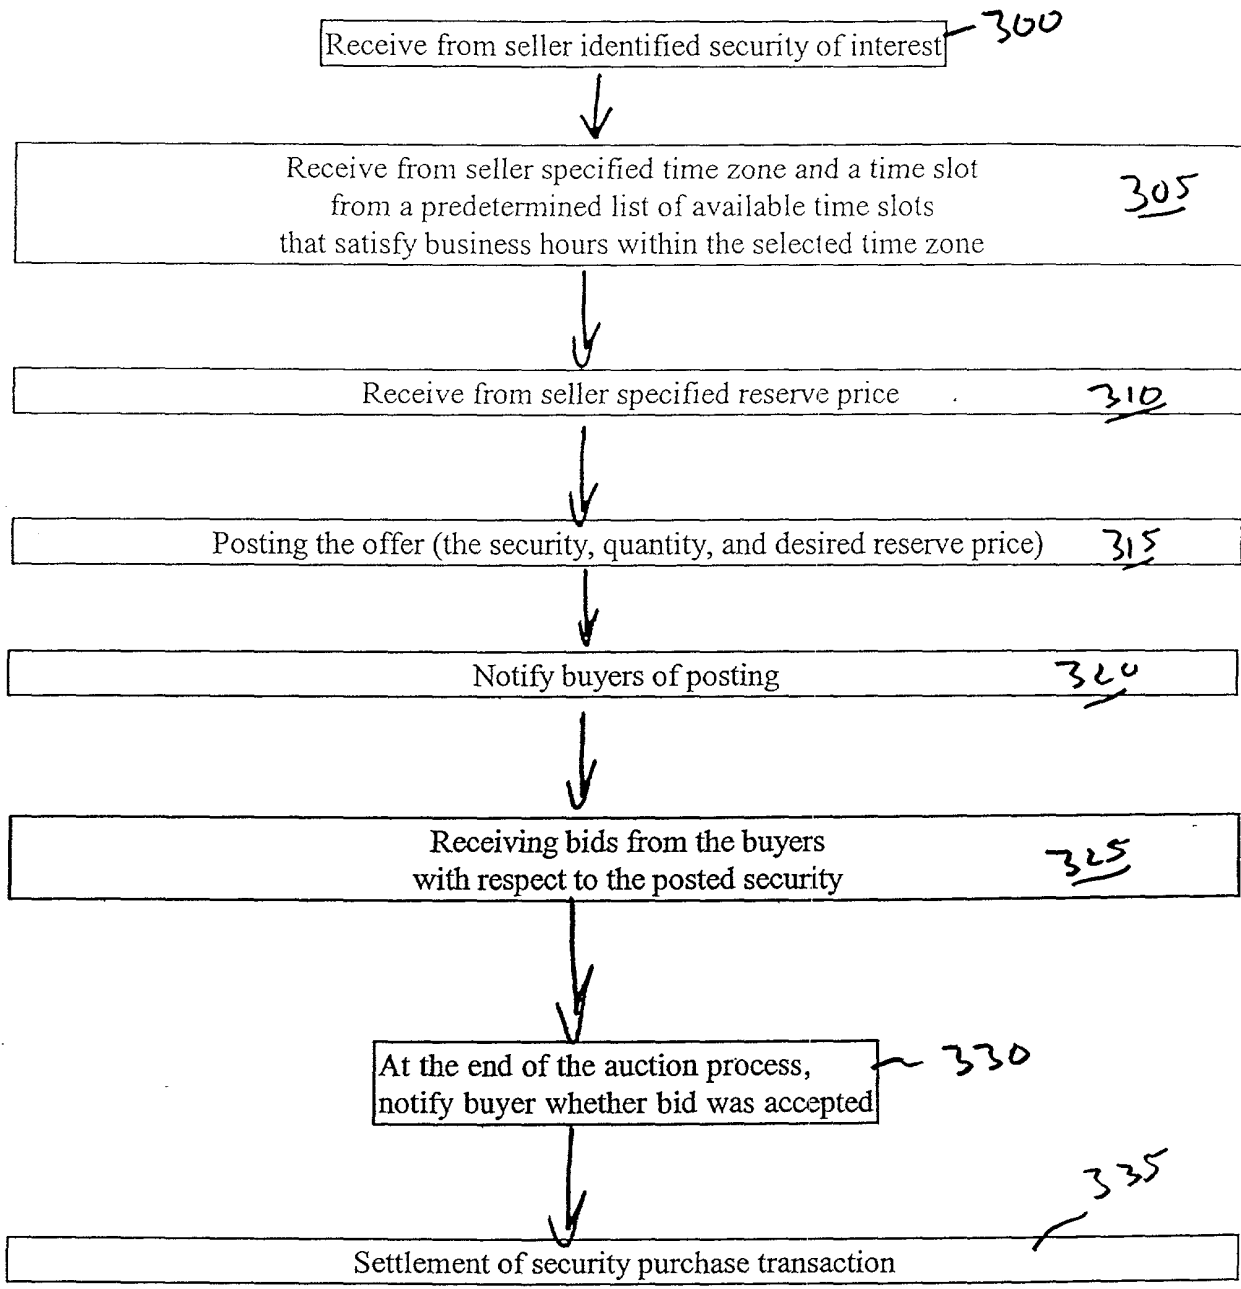 Receive from seller identified security of interest 300
Receive from seller specified time zone and a time slot
from a predetermined list of available time slots
that satisfy business hours within the selected time zone
305
Receive from seller specified reserve price 310
Posting the offer (the security, quantity, and desired reserve price) 315
Notify buyers of posting 320
Receiving bids from the buyers
with respect to the posted security
325
At the end of the auction process,
notify buyer whether bid was accepted
330
335
Settlement of security purchase transaction